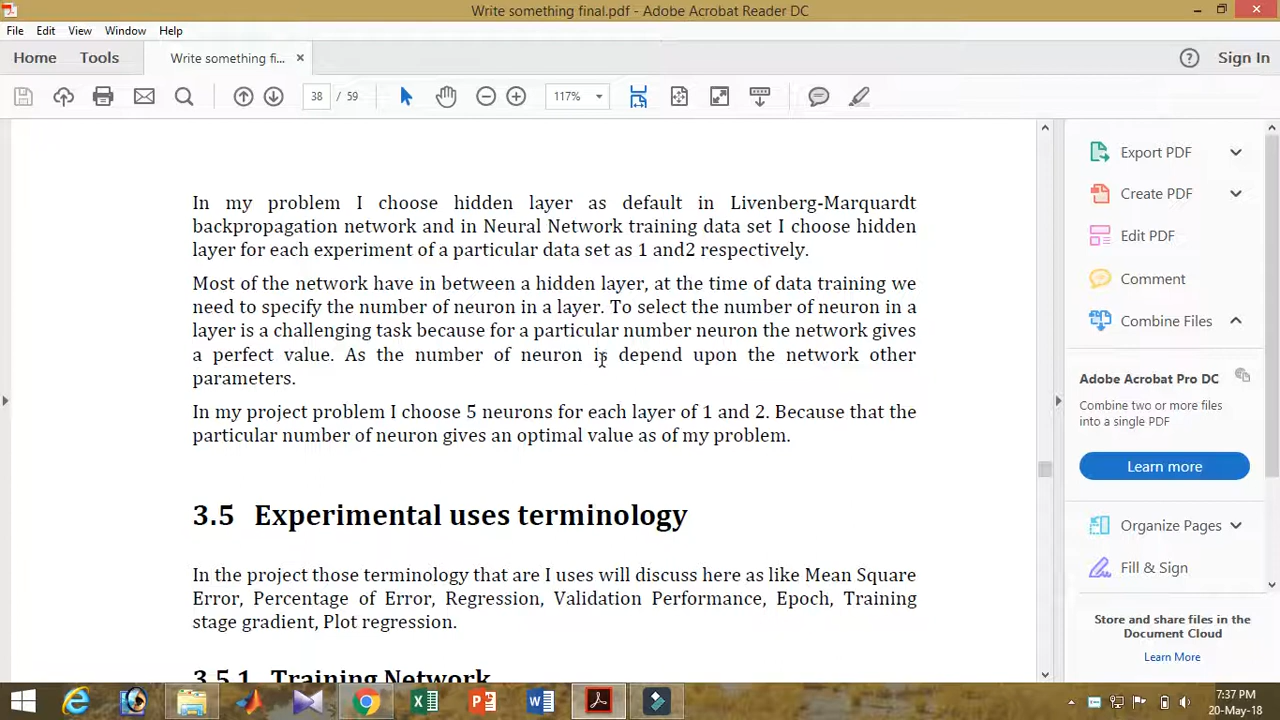 Write something final.pdf - Adobe Acrobat Reader DC
File Edit View Window Help
Home Tools Write something fi... × Sign In
38 / 59 117%
In my problem I choose hidden layer as default in Livenberg-Marquardt
backpropagation network and in Neural Network training data set I choose hidden
layer for each experiment of a particular data set as 1 and2 respectively.
Most of the network have in between a hidden layer, at the time of data training we
need to specify the number of neuron in a layer. To select the number of neuron in a
layer is a challenging task because for a particular number neuron the network gives
a perfect value. As the number of neuron is depend upon the network other
parameters.
In my project problem I choose 5 neurons for each layer of 1 and 2. Because that the
particular number of neuron gives an optimal value as of my problem.
3.5 Experimental uses terminology
In the project those terminology that are I uses will discuss here as like Mean Square
Error, Percentage of Error, Regression, Validation Performance, Epoch, Training
stage gradient, Plot regression.
3.5.1 Training Network
Export PDF
Create PDF
Edit PDF
Comment
Combine Files
Adobe Acrobat Pro DC
Combine two or more files
into a single PDF
Learn more
Organize Pages
Fill & Sign
Store and share files in the
Document Cloud
Learn More
7:37 PM
20-May-18